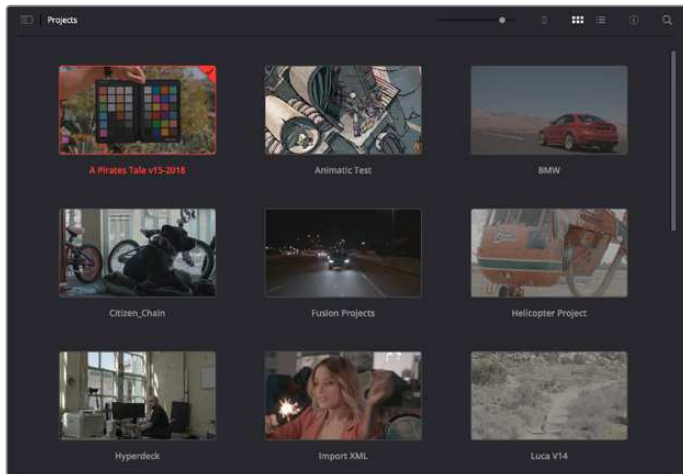 Projects
A Pirates Tale v15-2018
Animatic Test
BMW
Citizen_Chain
Fusion Projects
Helicopter Project
Hyperdeck
Import XML
Luca V14